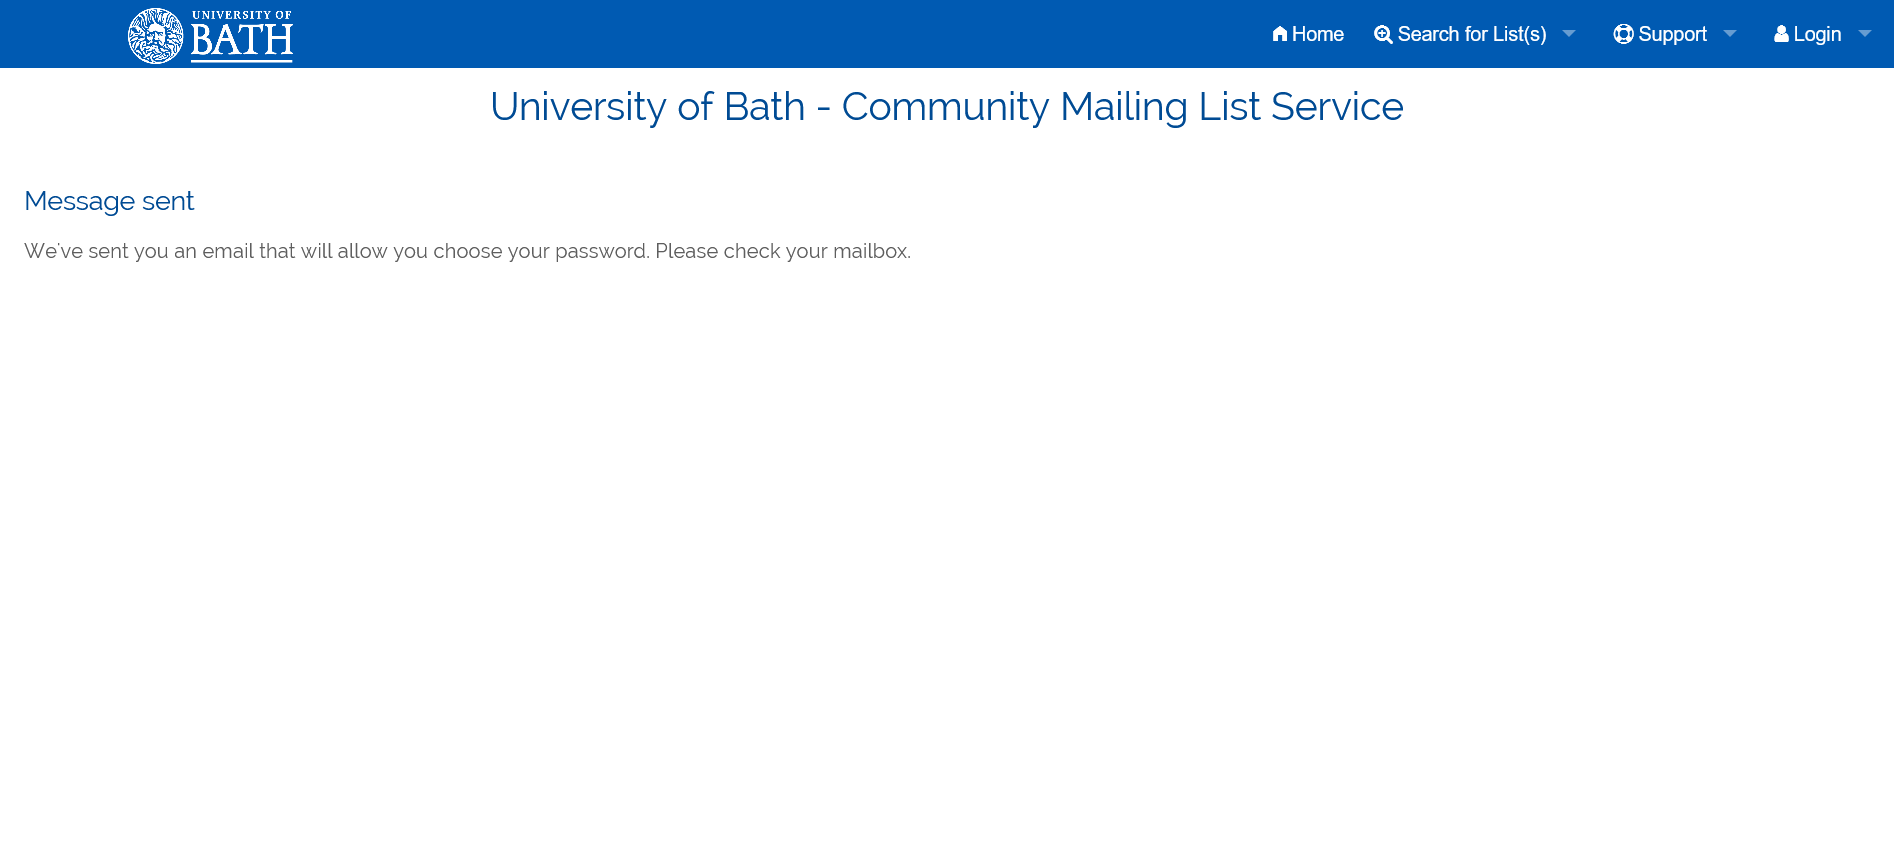 UNIVERSITY OF
BATH
Home Search for List(s) Support Login
University of Bath - Community Mailing List Service
Message sent
We've sent you an email that will allow you choose your password. Please check your mailbox.